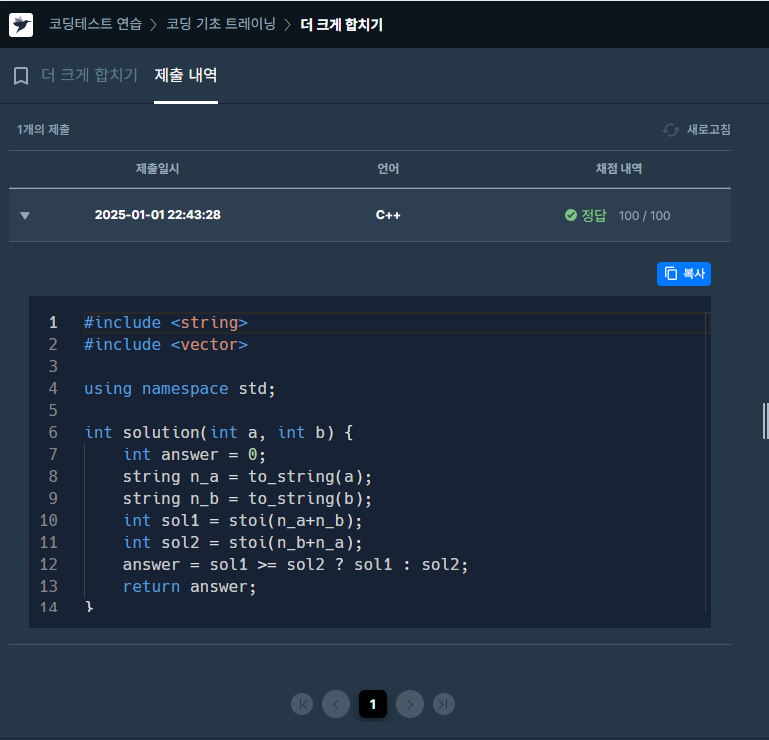 코딩테스트 연습 > 코딩 기초 트레이닝 > 더 크게 합치기
더 크게 합치기 제출 내역
1개의 제출 새로고침
제출일시 언어 채점 내역
▼ 2025-01-01 22:43:28 C++ 정답 100 / 100
복사
1 #include <string>
2 #include <vector>
3
4 using namespace std;
5
6 int solution(int a, int b) {
7     int answer = 0;
8     string n_a = to_string(a);
9     string n_b = to_string(b);
10     int sol1 = stoi(n_a+n_b);
11     int sol2 = stoi(n_b+n_a);
12     answer = sol1 >= sol2 ? sol1 : sol2;
13     return answer;
14 }
1